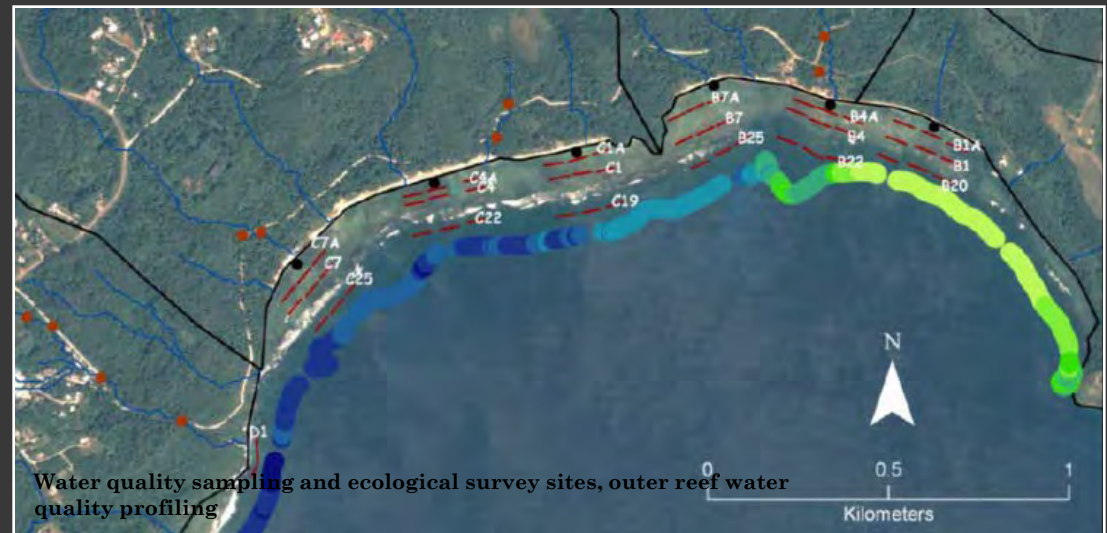 B7A
B4A
B7
B4
B1A
B25
B1
C1A
C1
B22
B20
C4A
C4
C19
C22
C7A
C7
C25
N
D1
0 0.5 1
Kilometers
Water quality sampling and ecological survey sites, outer reef water
quality profiling